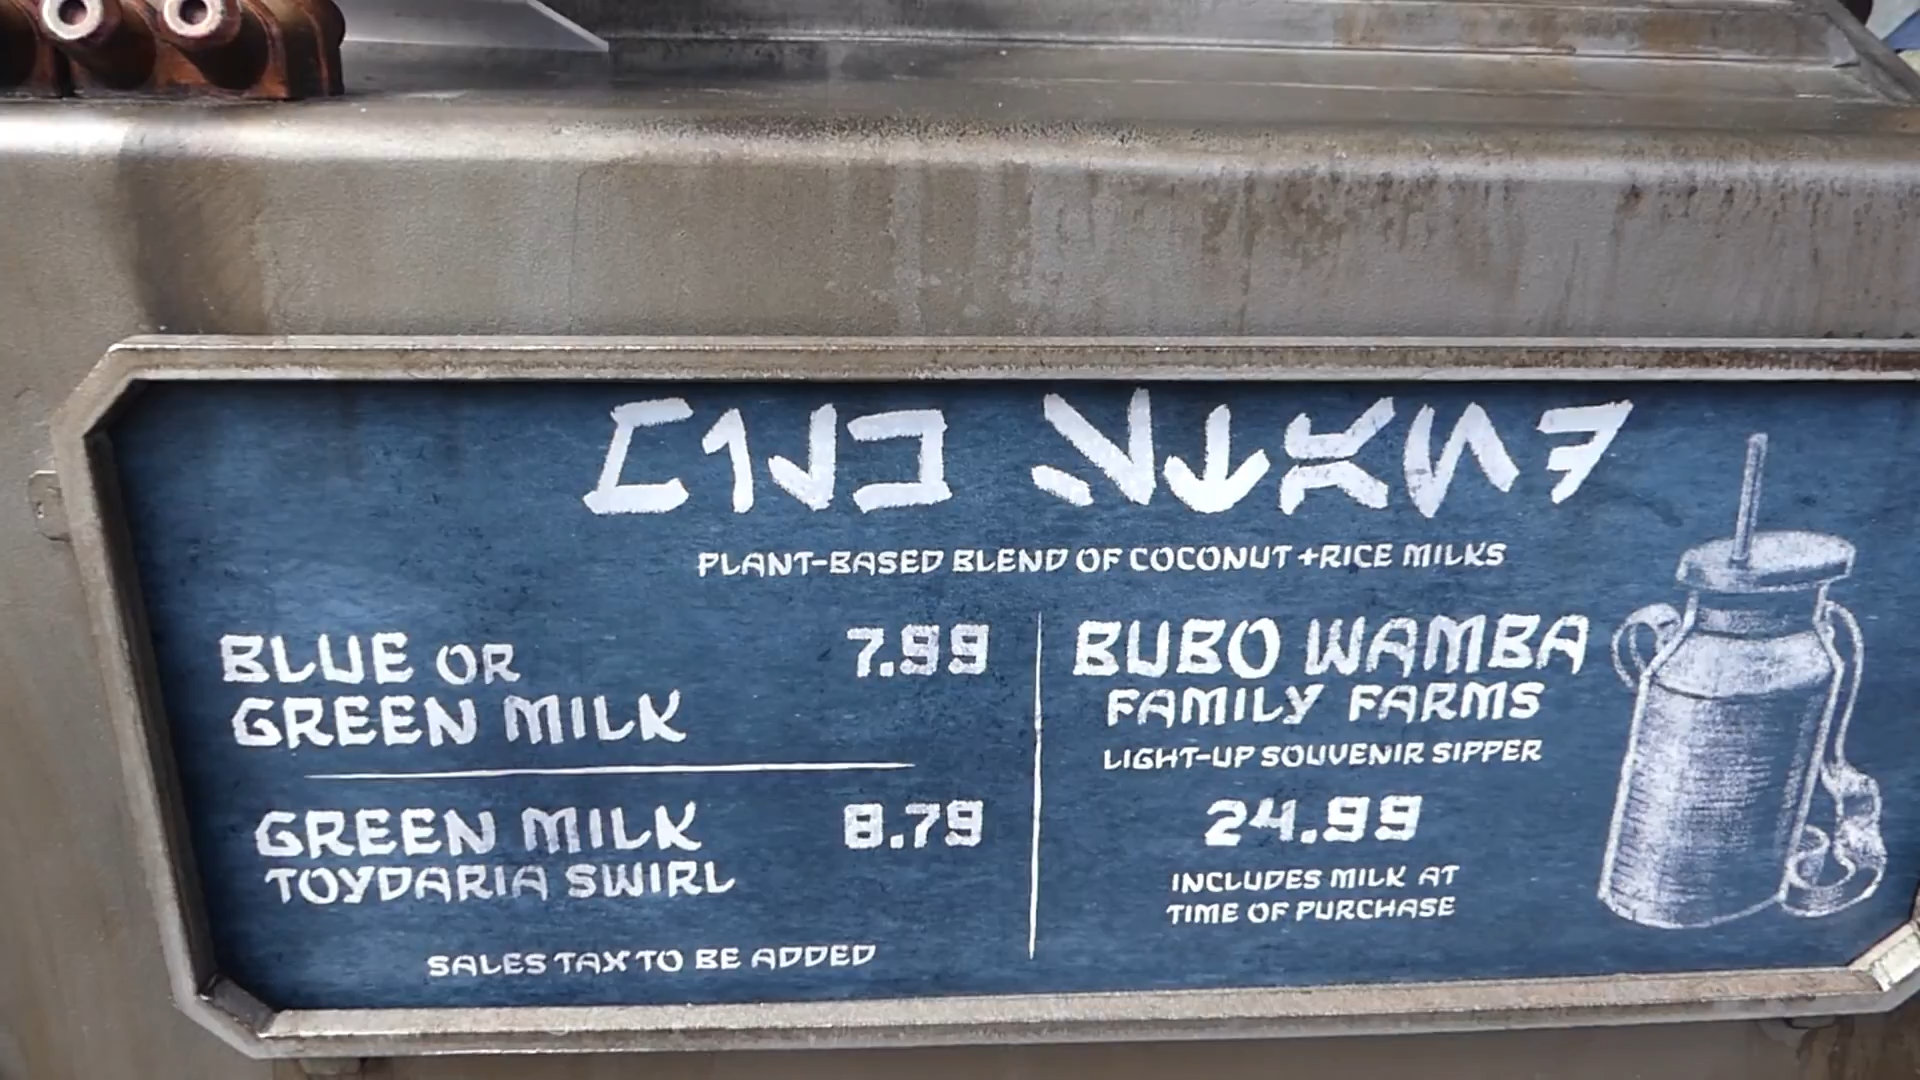 PLANT-BASED BLEND OF COCONUT + RICE MILKS
BLUE OR
GREEN MILK
7.99
GREEN MILK
TOYDARIA SWIRL
8.79
SALES TAX TO BE ADDED
BUBO WAMBA
FAMILY FARMS
LIGHT-UP SOUVENIR SIPPER
24.99
INCLUDES MILK AT
TIME OF PURCHASE